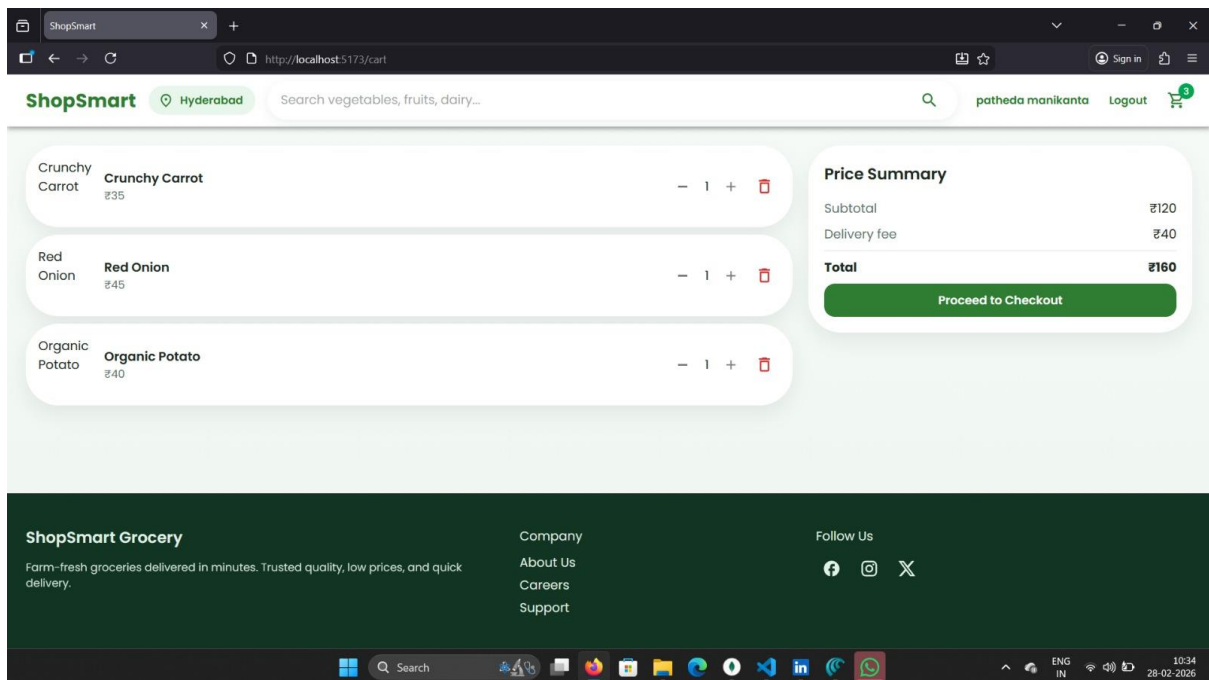 ShopSmart
http://localhost:5173/cart
Sign in
ShopSmart
Hyderabad
Search vegetables, fruits, dairy...
patheda manikanta
Logout
3
Crunchy
Carrot
Crunchy Carrot
₹35
1
Red
Onion
Red Onion
₹45
1
Organic
Potato
Organic Potato
₹40
1
Price Summary
Subtotal ₹120
Delivery fee ₹40
Total ₹160
Proceed to Checkout
ShopSmart Grocery
Farm-fresh groceries delivered in minutes. Trusted quality, low prices, and quick
delivery.
Company
About Us
Careers
Support
Follow Us
Search
in
ENG
IN
10:34
28-02-2026